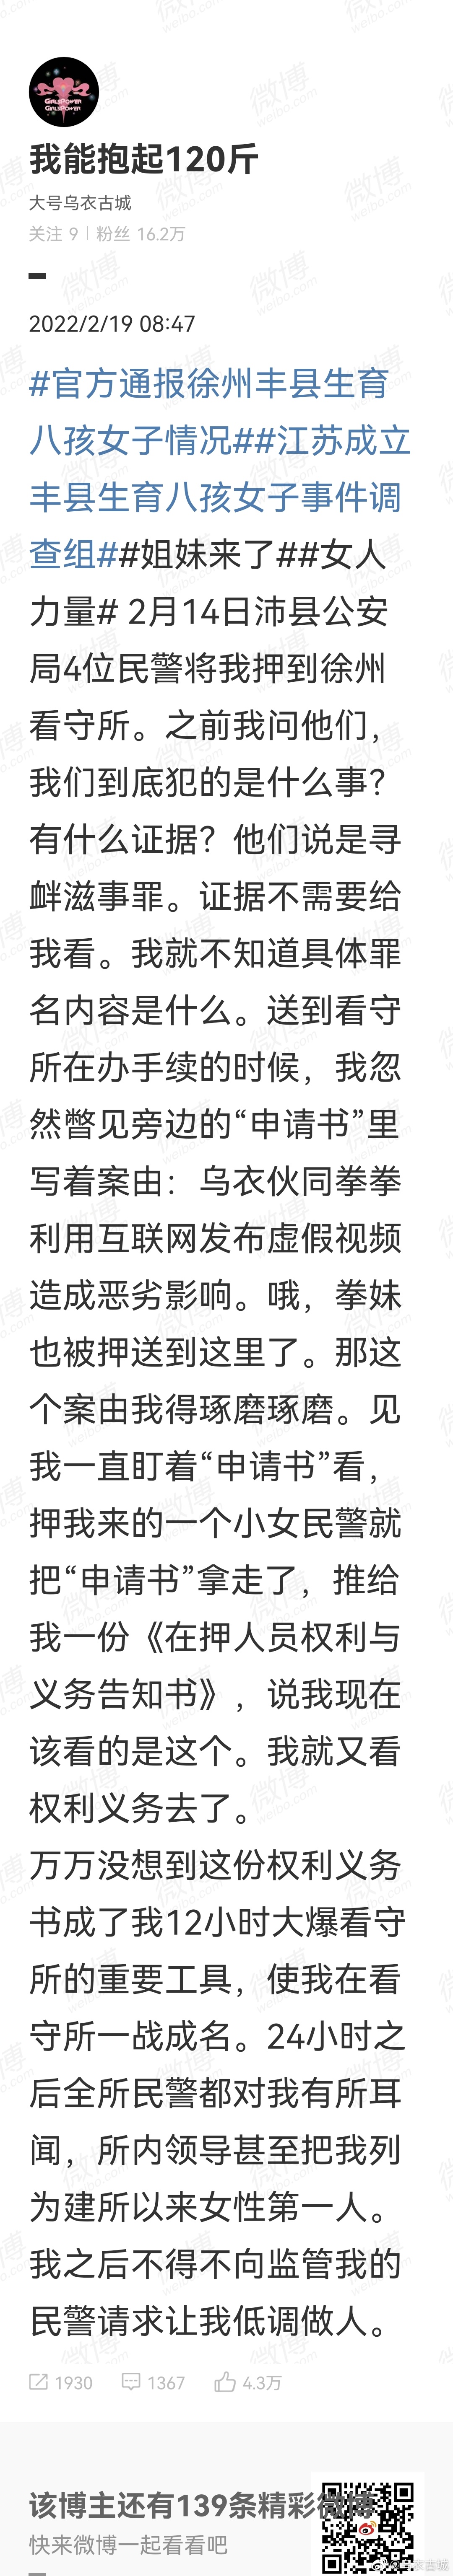 GIRLSPOWER
GIRLSPOWER
我能抱起120斤
大号乌衣古城
关注 9 | 粉丝 16.2万
2022/2/19 08:47
#官方通报徐州丰县生育
八孩女子情况##江苏成立
丰县生育八孩女子事件调
查组##姐妹来了##女人
力量# 2月14日沛县公安
局4位民警将我押到徐州
看守所。之前我问他们，
我们到底犯的是什么事？
有什么证据？他们说是寻
衅滋事罪。证据不需要给
我看。我就不知道具体罪
名内容是什么。送到看守
所在办手续的时候，我忽
然瞥见旁边的“申请书”里
写着案由：乌衣伙同拳拳
利用互联网发布虚假视频
造成恶劣影响。哦，拳妹
也被押送到这里了。那这
个案由我得琢磨琢磨。见
我一直盯着“申请书”看，
押我来的一个小女民警就
把“申请书”拿走了，推给
我一份《在押人员权利与
义务告知书》，说我现在
该看的是这个。我就又看
权利义务去了。
万万没想到这份权利义务
书成了我12小时大爆看守
所的重要工具，使我在看
守所一战成名。24小时之
后全所民警都对我有所耳
闻，所内领导甚至把我列
为建所以来女性第一人。
我之后不得不向监管我的
民警请求让我低调做人。
1930 1367 4.3万
该博主还有139条精彩微博
快来微博一起看看吧